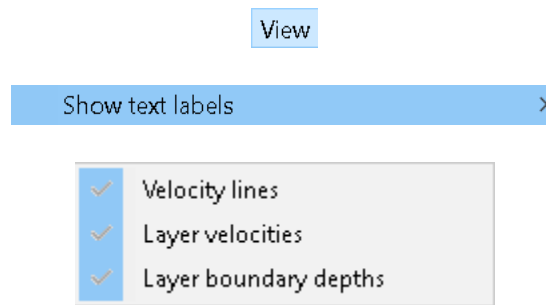 View
Show text labels
Velocity lines
Layer velocities
Layer boundary depths